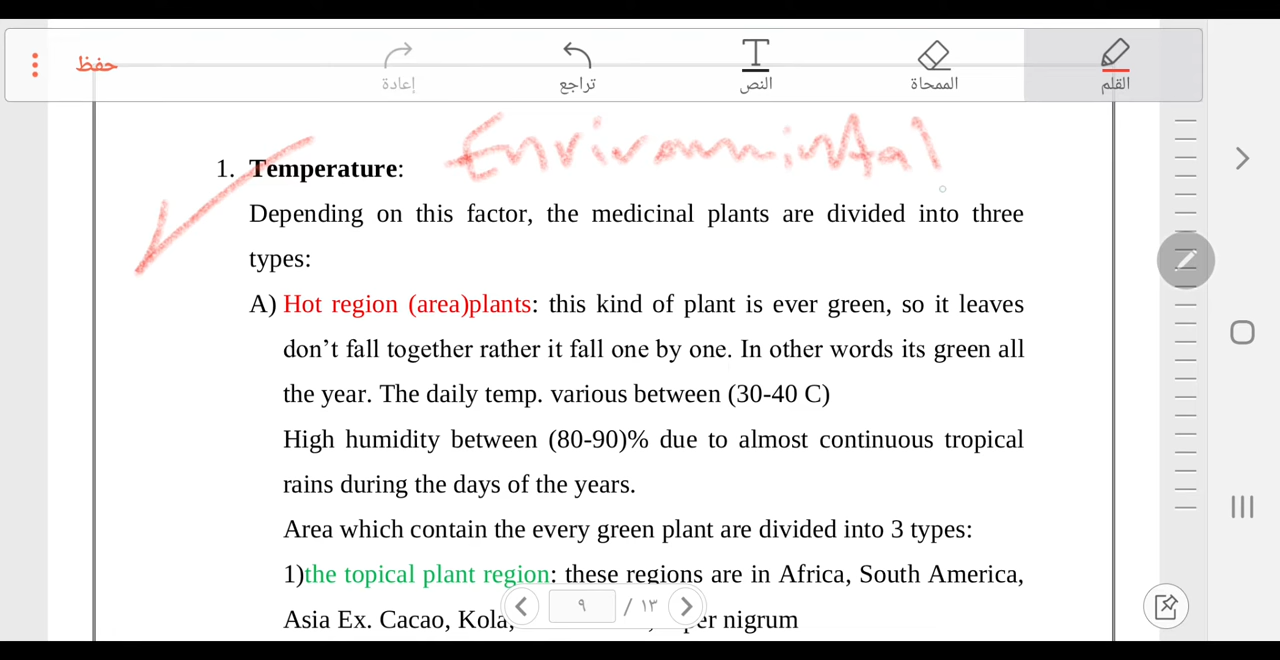 حفظ
إعادة
تراجع
النص
الممحاة
القلم
Envirounmintal
1. Temperature:
Depending on this factor, the medicinal plants are divided into three
types:
A) Hot region (area)plants: this kind of plant is ever green, so it leaves
don’t fall together rather it fall one by one. In other words its green all
the year. The daily temp. various between (30-40 C)
High humidity between (80-90)% due to almost continuous tropical
rains during the days of the years.
Area which contain the every green plant are divided into 3 types:
1)the topical plant region: these regions are in Africa, South America,
Asia Ex. Cacao, Kola, nigrum
٩ / ١٣